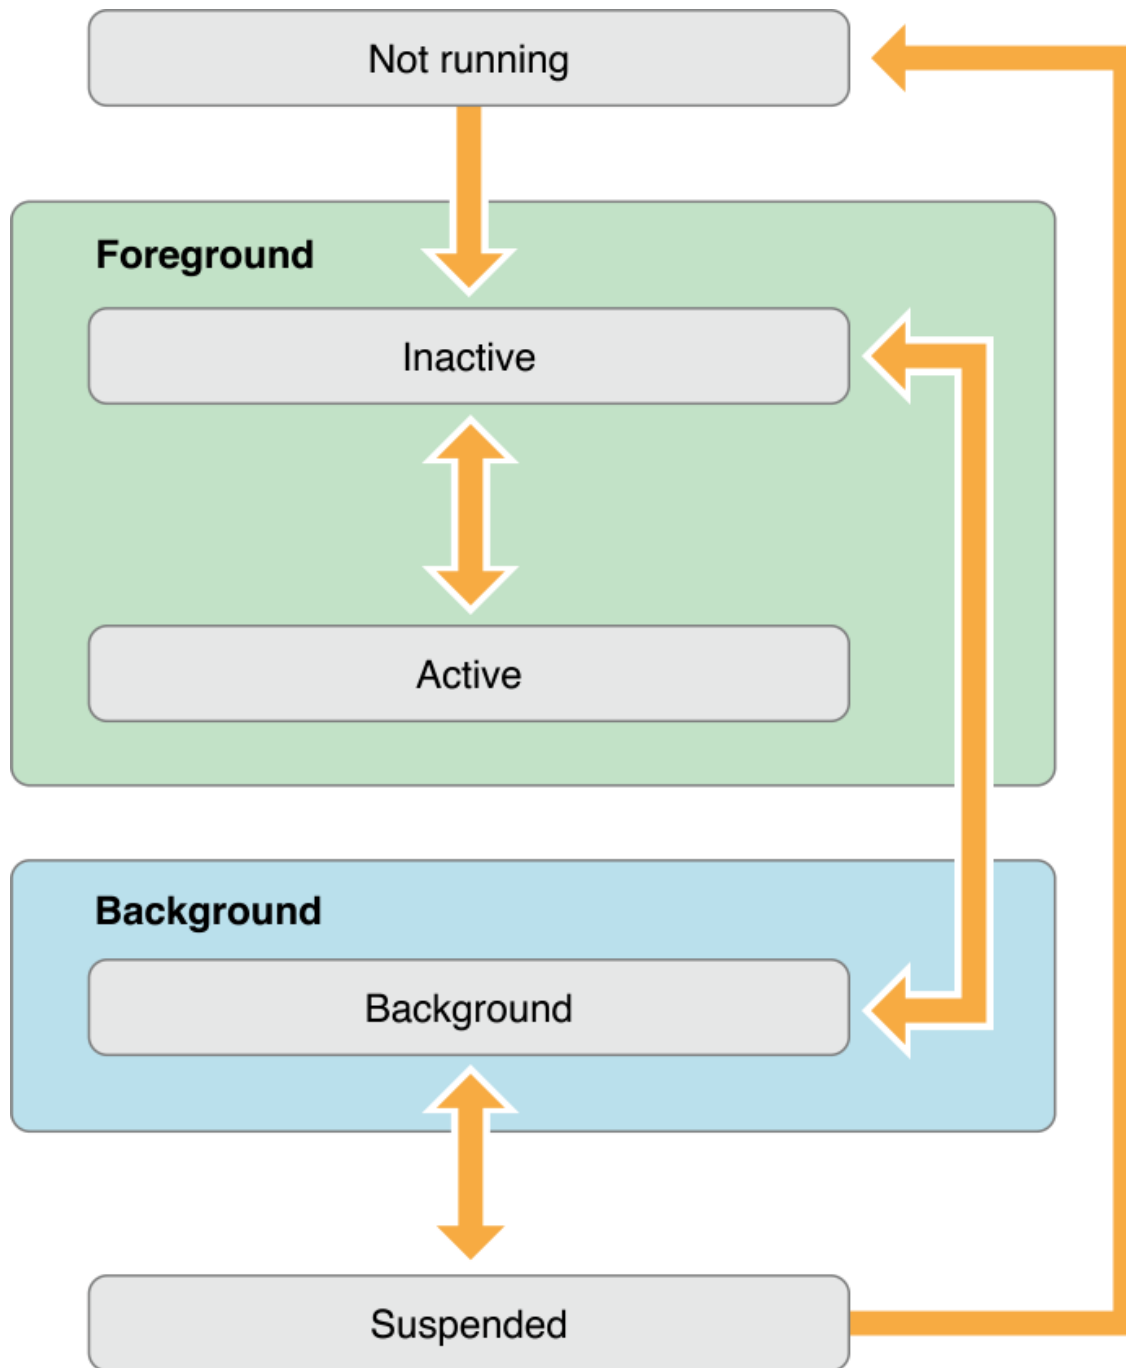 Not running
Foreground
Inactive
Active
Background
Background
Suspended